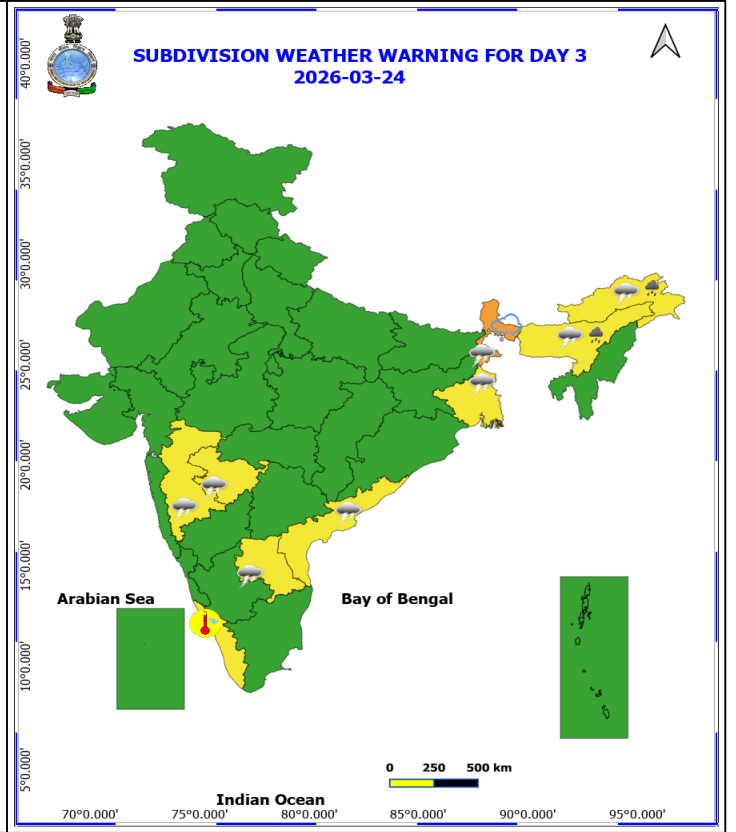 SUBDIVISION WEATHER WARNING FOR DAY 3
2026-03-24
40°0.000'
35°0.000'
30°0.000'
25°0.000'
20°0.000'
15°0.000'
10°0.000'
5°0.000'
Arabian Sea
Bay of Bengal
0 250 500 km
Indian Ocean
70°0.000' 75°0.000' 80°0.000' 85°0.000' 90°0.000' 95°0.000'